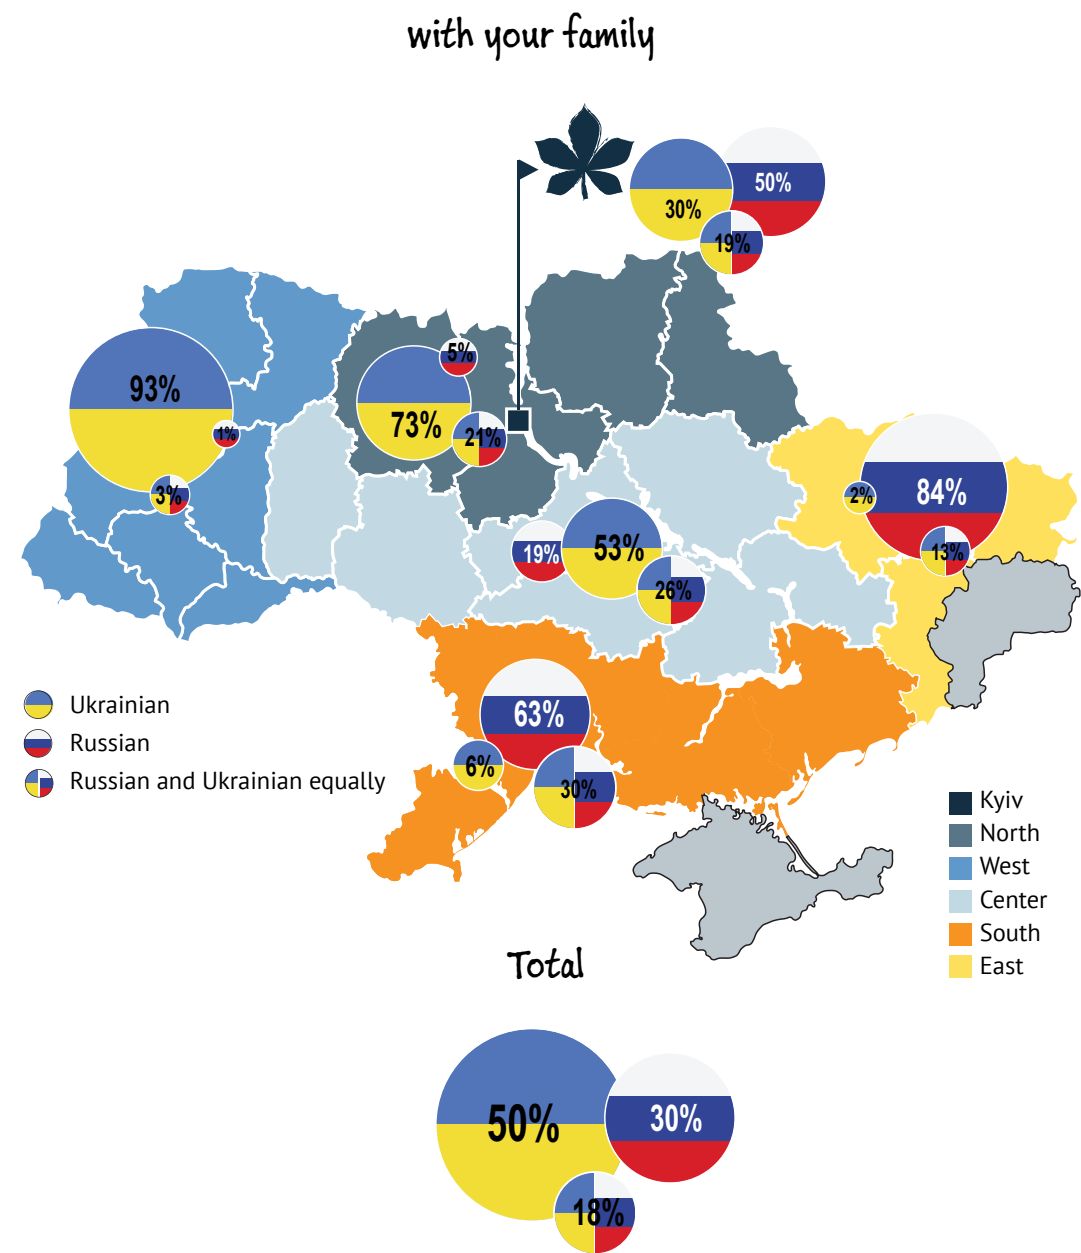 with your family
50%
30%
19%
5%
93%
73%
1%
21%
3%
84%
2%
13%
19%
53%
26%
63%
6%
30%
Ukrainian
Russian
Russian and Ukrainian equally
Kyiv
North
West
Center
South
East
Total
50%
30%
18%